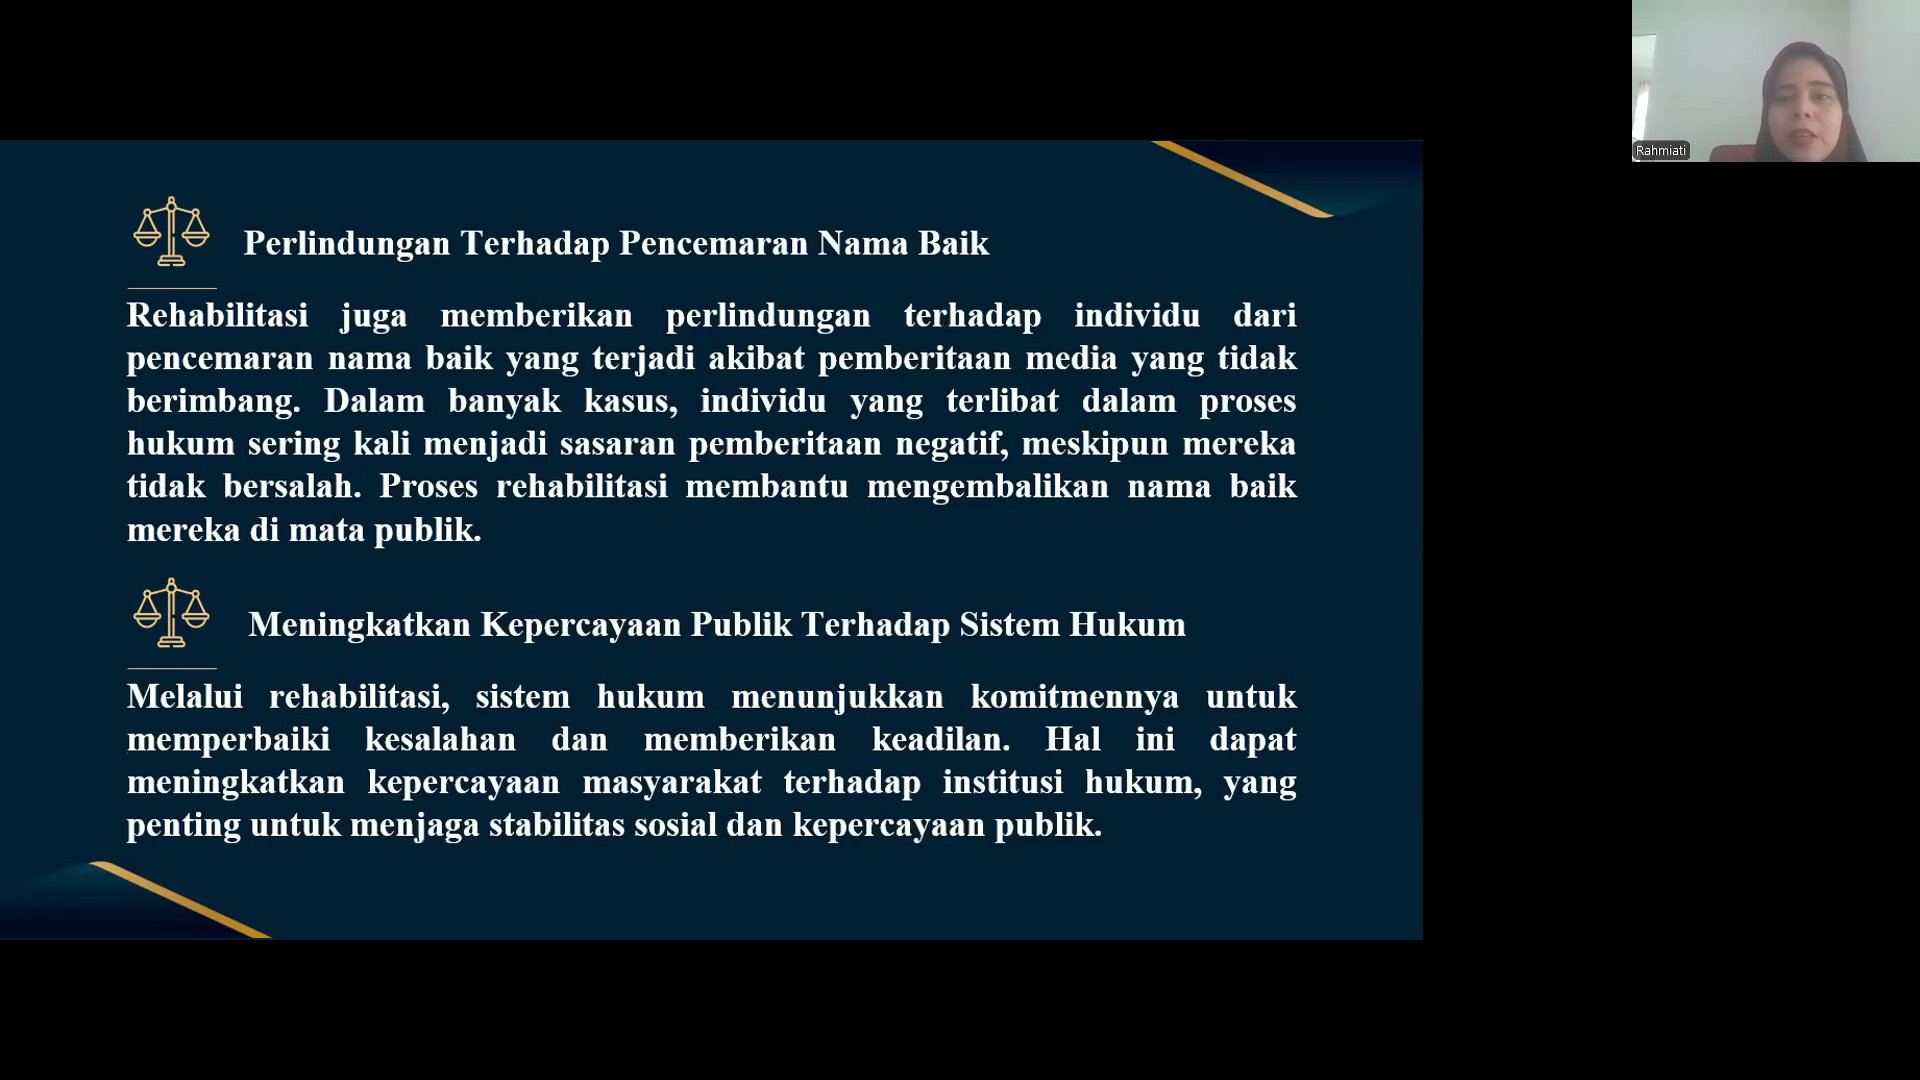 Rahmiati
Perlindungan Terhadap Pencemaran Nama Baik
Rehabilitasi juga memberikan perlindungan terhadap individu dari
pencemaran nama baik yang terjadi akibat pemberitaan media yang tidak
berimbang. Dalam banyak kasus, individu yang terlibat dalam proses
hukum sering kali menjadi sasaran pemberitaan negatif, meskipun mereka
tidak bersalah. Proses rehabilitasi membantu mengembalikan nama baik
mereka di mata publik.
Meningkatkan Kepercayaan Publik Terhadap Sistem Hukum
Melalui rehabilitasi, sistem hukum menunjukkan komitmennya untuk
memperbaiki kesalahan dan memberikan keadilan. Hal ini dapat
meningkatkan kepercayaan masyarakat terhadap institusi hukum, yang
penting untuk menjaga stabilitas sosial dan kepercayaan publik.